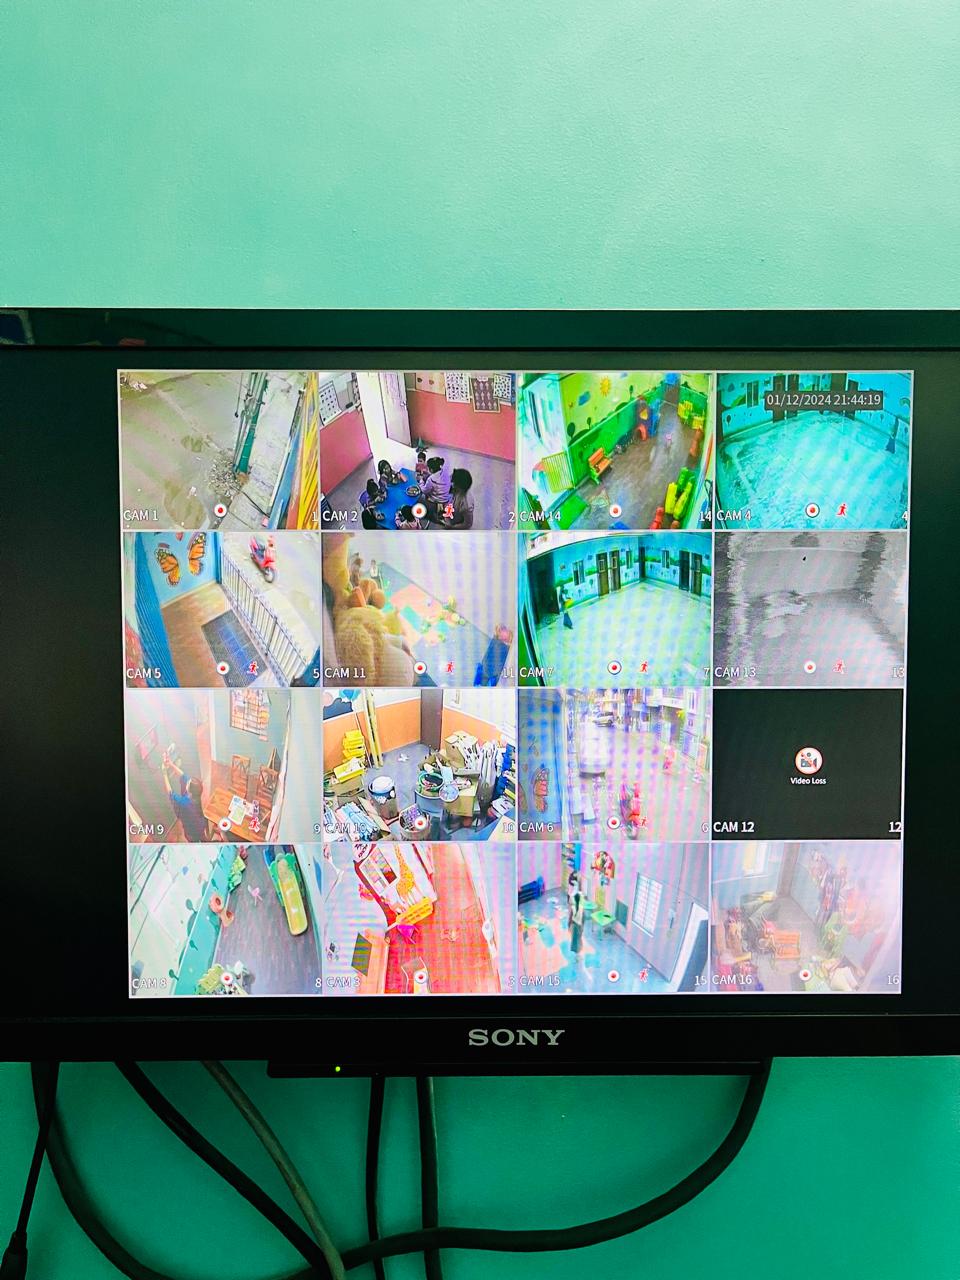 01/12/2024 21:44:19
CAM 1 1
CAM 2 2
CAM 14 14
CAM 4 4
CAM 5 5
CAM 11 11
CAM 7 7
CAM 13 13
CAM 9 9
CAM 10 10
CAM 6 6
Video Loss
CAM 12 12
CAM 8 8
CAM 3 3
CAM 15 15
CAM 16 16
SONY